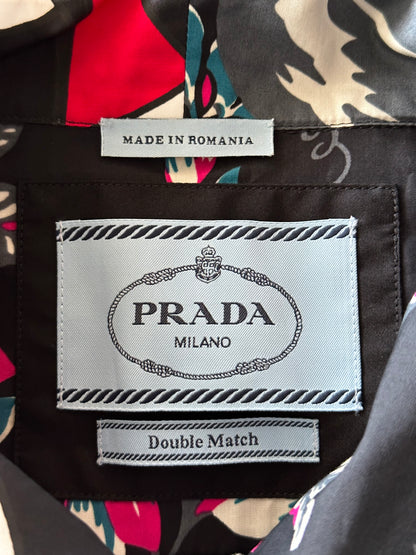 MADE IN ROMANIA
PRADA
MILANO
Double Match